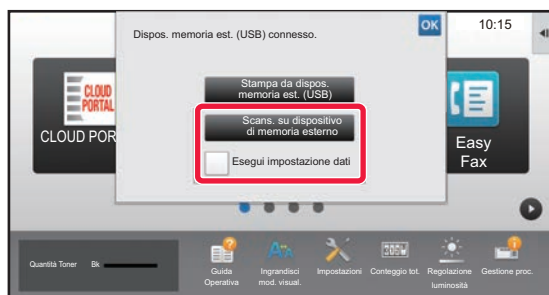 Dispos. memoria est. (USB) connesso.
OK
10:15
Stampa da dispos.
memoria est. (USB)
Scans. su dispositivo
di memoria esterno
Esegui impostazione dati
CLOUD
PORTAL
CLOUD POR
Easy
Fax
Quantità Toner
Bk
Guida
Operativa
Ingrandisci
mod. visual.
Impostazioni
Conteggio tot.
Regolazione
luminosità
Gestione proc.